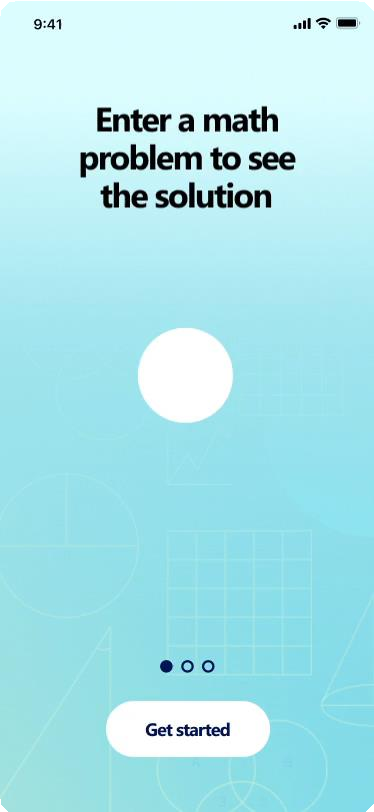 9:41
Enter a math
problem to see
the solution
Get started